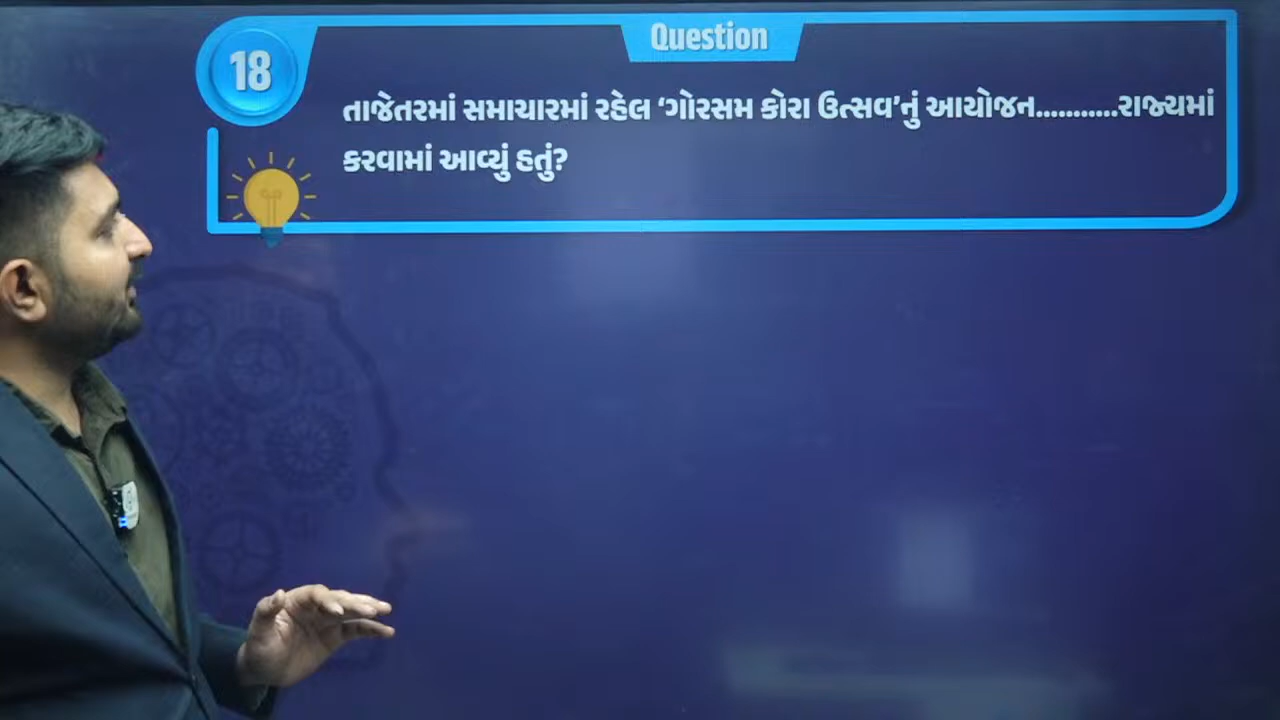 Question
18
તાજેતરમાં સમાચારમાં રહેલ ‘ગોરસમ કોરા ઉત્સવ’નું આયોજન...........રાજ્યમાં
કરવામાં આવ્યું હતું?